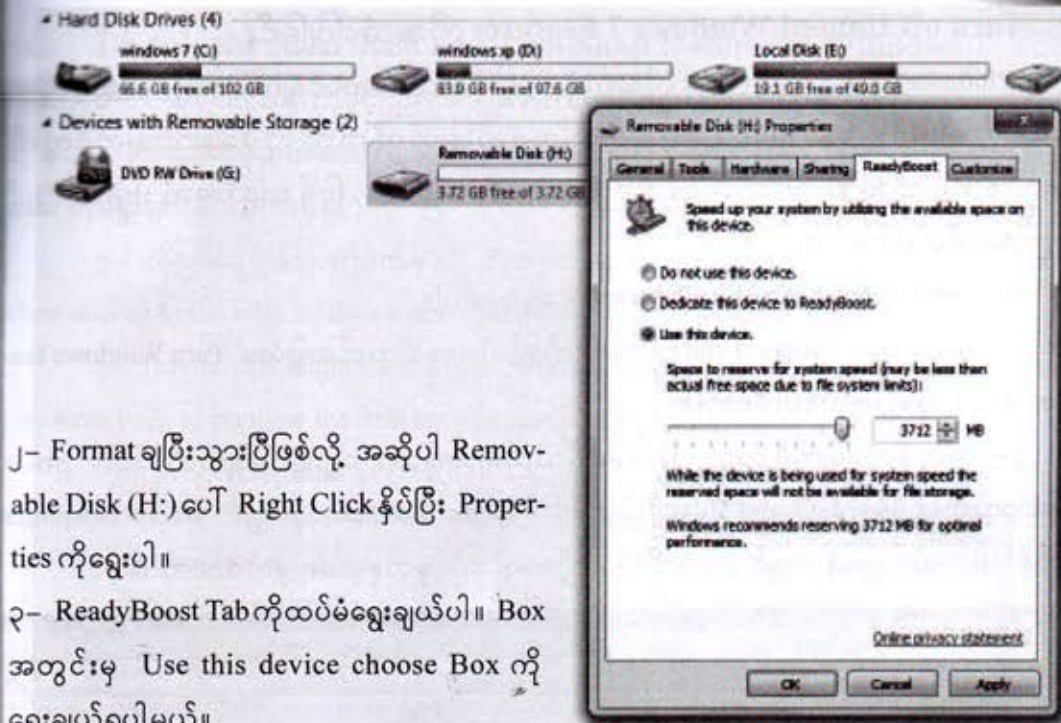 Hard Disk Drives (4)
windows 7 (C:)
windows xp (D:)
Local Disk (E:)
66.6 GB free of 102 GB
83.0 GB free of 97.6 GB
19.1 GB free of 49.0 GB
Devices with Removable Storage (2)
DVD RW Drive (G:)
Removable Disk (H:)
3.72 GB free of 3.72 GB
Removable Disk (H:) Properties
General Tools Hardware Sharing ReadyBoost Customize
Speed up your system by utilizing the available space on
this device.
Do not use this device.
Dedicate this device to ReadyBoost.
Use this device.
Space to reserve for system speed (may be less than
actual free space due to file system limits):
3712 MB
While the device is being used for system speed the
reserved space will not be available for file storage.
Windows recommends reserving 3712 MB for optimal
performance.
Online privacy statement
OK Cancel Apply
၂– Format ချပြီးသွားပြီဖြစ်လို့ အဆိုပါ Remov-
able Disk (H:) ပေါ် Right Click နှိပ်ပြီး Proper-
ties ကိုရွေးပါ။
၃– ReadyBoost Tab ကိုထပ်မံရွေးချယ်ပါ။ Box
အတွင်းမှ Use this device choose Box ကို
ရွေးချယ်ရပါမယ်။